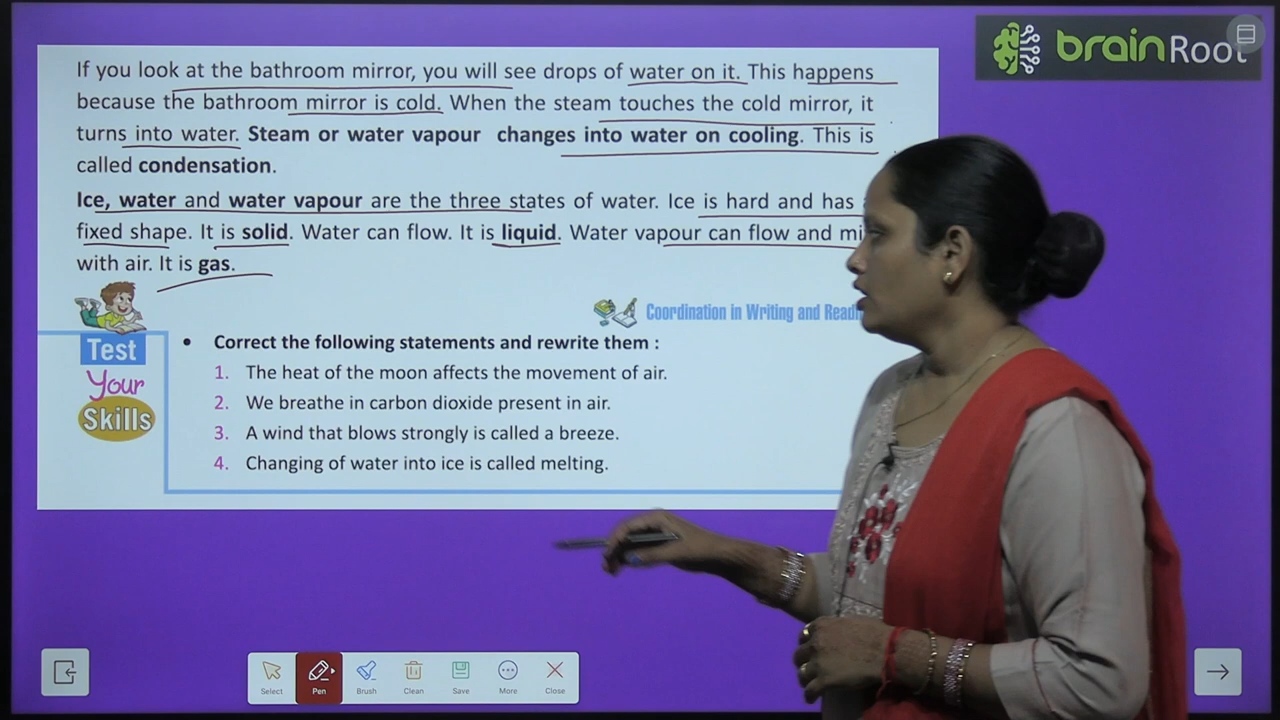 brainRoot
If you look at the bathroom mirror, you will see drops of water on it. This happens
because the bathroom mirror is cold. When the steam touches the cold mirror, it
turns into water. Steam or water vapour changes into water on cooling. This is
called condensation.
Ice, water and water vapour are the three states of water. Ice is hard and has
fixed shape. It is solid. Water can flow. It is liquid. Water vapour can flow and
with air. It is gas.
Coordination in Writing and
Test
Your
Skills
• Correct the following statements and rewrite them :
1. The heat of the moon affects the movement of air.
2. We breathe in carbon dioxide present in air.
3. A wind that blows strongly is called a breeze.
4. Changing of water into ice is called melting.
Select Pen Brush Clean Save More Close